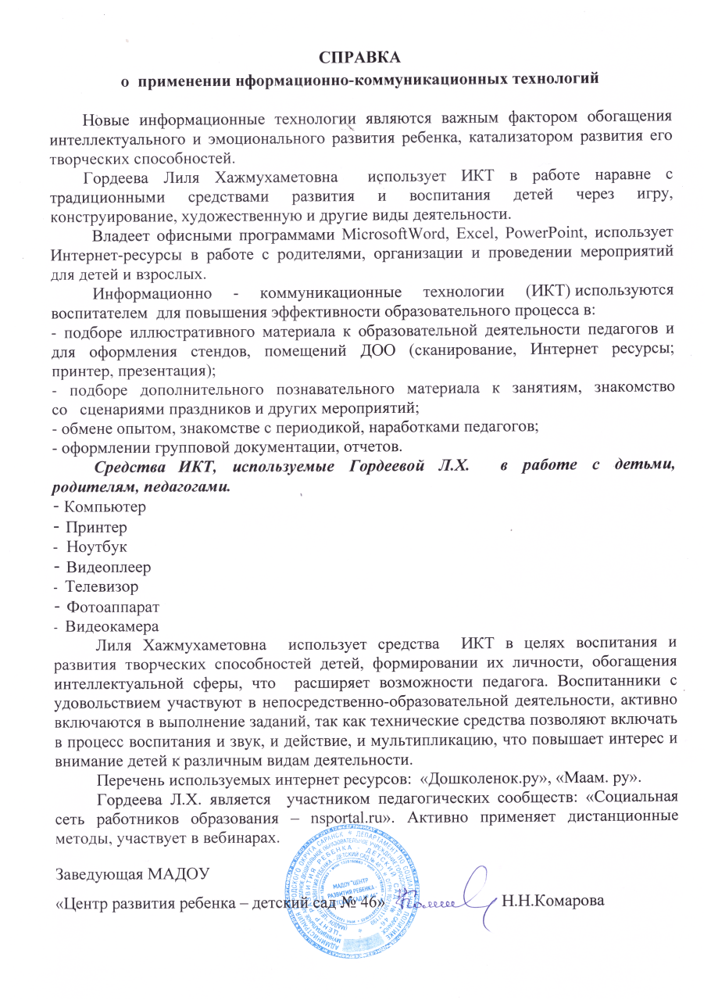 СПРАВКА
о применении нформационно-коммуникационных технологий
Новые информационные технологии являются важным фактором обогащения
интеллектуального и эмоционального развития ребенка, катализатором развития его
творческих способностей.
Гордеева Лиля Хажмухаметовна использует ИКТ в работе наравне с
традиционными средствами развития и воспитания детей через игру,
конструирование, художественную и другие виды деятельности.
Владеет офисными программами MicrosoftWord, Excel, PowerPoint, использует
Интернет-ресурсы в работе с родителями, организации и проведении мероприятий
для детей и взрослых.
Информационно - коммуникационные технологии (ИКТ) используются
воспитателем для повышения эффективности образовательного процесса в:
- подборе иллюстративного материала к образовательной деятельности педагогов и
для оформления стендов, помещений ДОО (сканирование, Интернет ресурсы;
принтер, презентация);
- подборе дополнительного познавательного материала к занятиям, знакомство
со сценариями праздников и других мероприятий;
- обмене опытом, знакомстве с периодикой, наработками педагогов;
- оформлении групповой документации, отчетов.
Средства ИКТ, используемые Гордеевой Л.Х. в работе с детьми,
родителям, педагогами.
- Компьютер
- Принтер
- Ноутбук
- Видеоплеер
- Телевизор
- Фотоаппарат
- Видеокамера
Лиля Хажмухаметовна использует средства ИКТ в целях воспитания и
развития творческих способностей детей, формировании их личности, обогащения
интеллектуальной сферы, что расширяет возможности педагога. Воспитанники с
удовольствием участвуют в непосредственно-образовательной деятельности, активно
включаются в выполнение заданий, так как технические средства позволяют включать
в процесс воспитания и звук, и действие, и мультипликацию, что повышает интерес и
внимание детей к различным видам деятельности.
Перечень используемых интернет ресурсов: «Дошколенок.ру», «Маам. ру».
Гордеева Л.Х. является участником педагогических сообществ: «Социальная
сеть работников образования – nsportal.ru». Активно применяет дистанционные
методы, участвует в вебинарах.
Заведующая МАДОУ
«Центр развития ребенка – детский сад № 46» Н.Н.Комарова
МАДОУ "ЦЕНТР
РАЗВИТИЯ РЕБЕНКА -